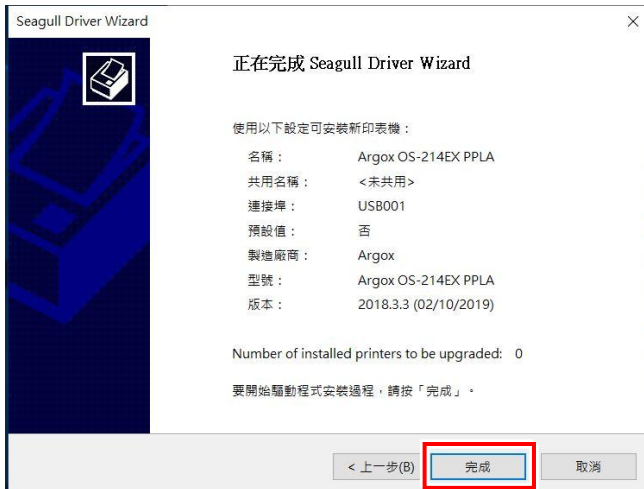 Seagull Driver Wizard
正在完成 Seagull Driver Wizard
使用以下設定可安裝新印表機：
名稱： Argox OS-214EX PPLA
共用名稱： <未共用>
連接埠： USB001
預設值： 否
製造廠商： Argox
型號： Argox OS-214EX PPLA
版本： 2018.3.3 (02/10/2019)
Number of installed printers to be upgraded: 0
要開始驅動程式安裝過程，請按「完成」。
< 上一步(B) 完成 取消